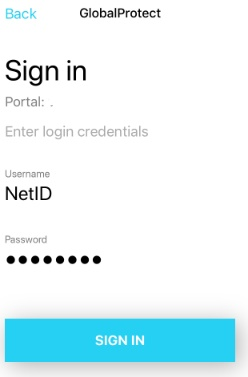 Back GlobalProtect
Sign in
Portal: .
Enter login credentials
Username
NetID
Password
●●●●●●●●
SIGN IN